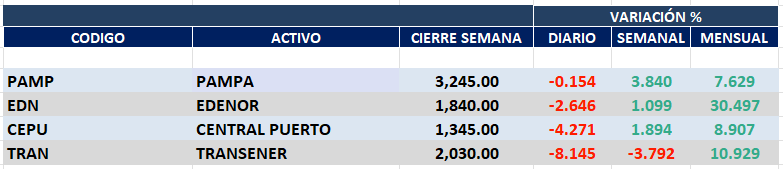 VARIACIÓN %
CODIGO ACTIVO CIERRE SEMANA DIARIO SEMANAL MENSUAL
PAMP PAMPA 3,245.00 -0.154 3.840 7.629
EDN EDENOR 1,840.00 -2.646 1.099 30.497
CEPU CENTRAL PUERTO 1,345.00 -4.271 1.894 8.907
TRAN TRANSENER 2,030.00 -8.145 -3.792 10.929